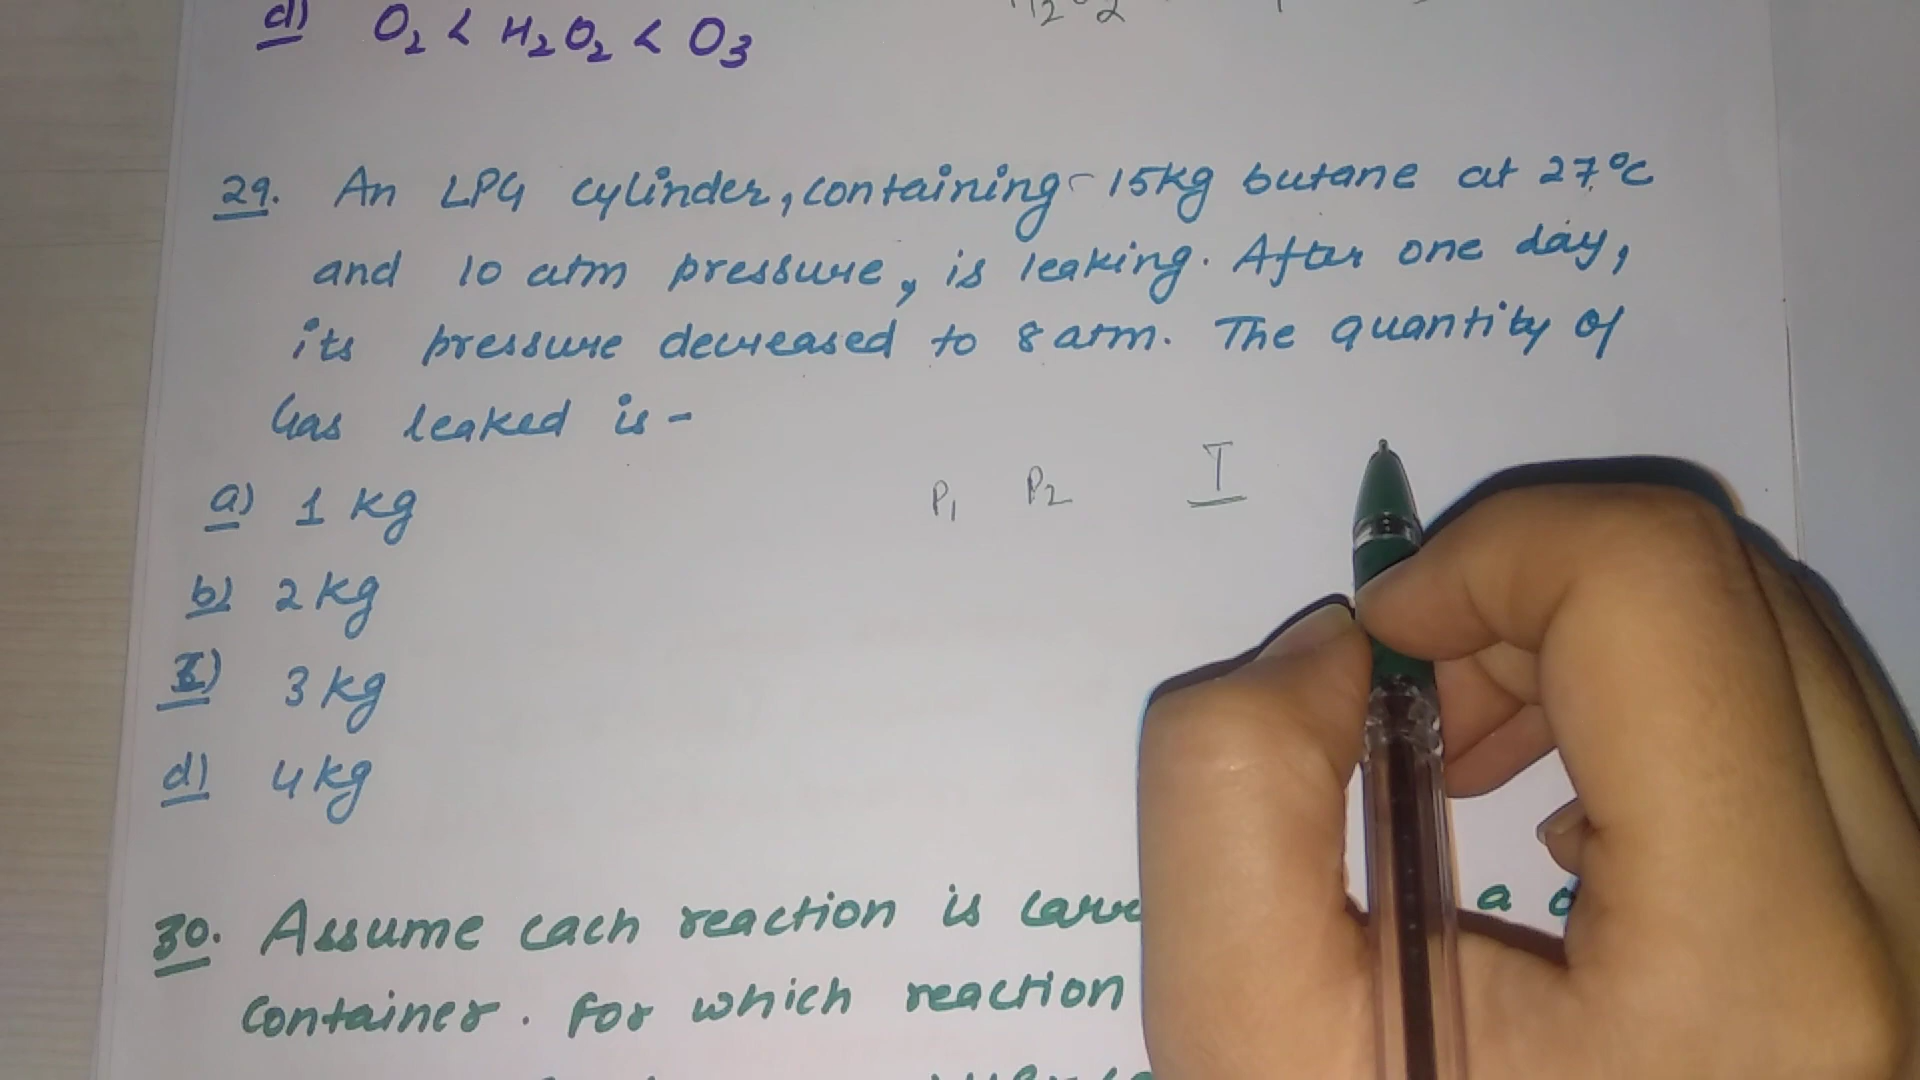 d) O₂ < H₂O₂ < O₃
29. An LPG cylinder, containing 15kg butane at 27°C
and 10 atm pressure, is leaking. After one day,
its pressure decreased to 8 atm. The quantity of
Gas leaked is -
P₁ P₂ I
a) 1 kg
b) 2 kg
3 kg
d) 4 kg
30. Assume each reaction is a
Container. For which reaction